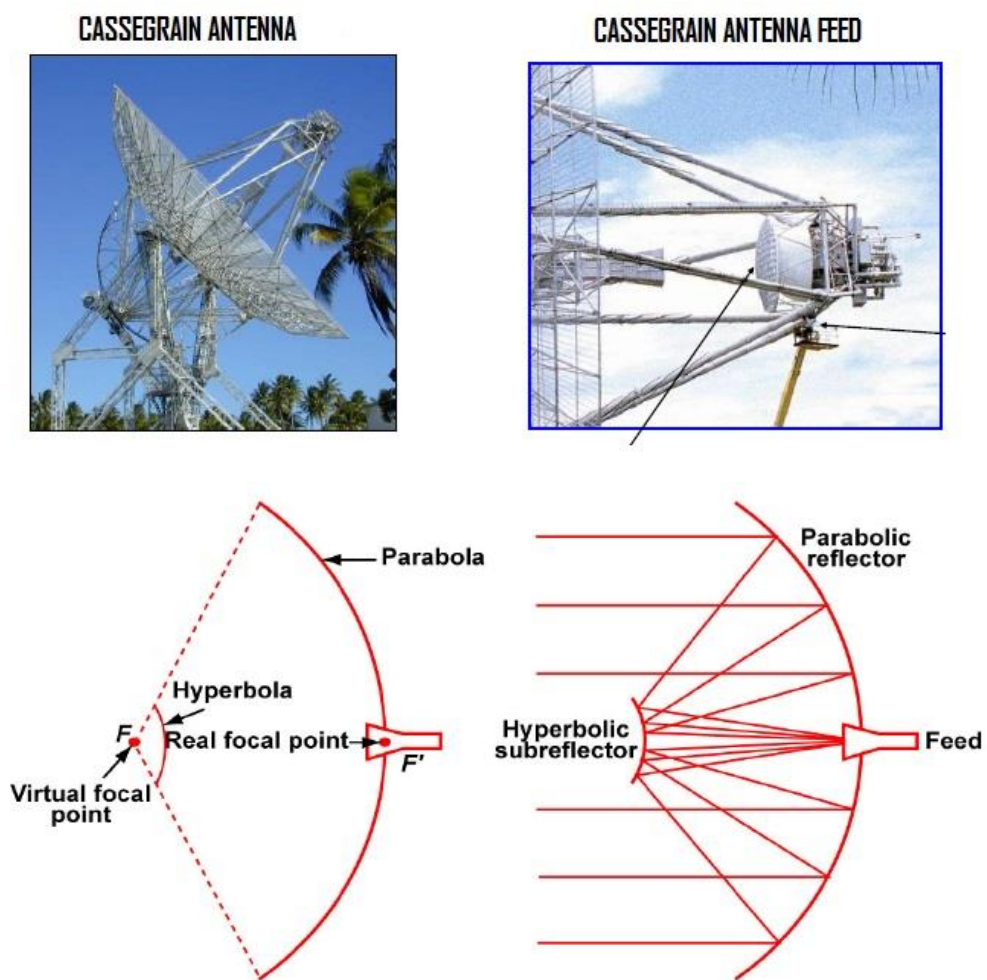 CASSEGRAIN ANTENNA
CASSEGRAIN ANTENNA FEED
Parabola
Hyperbola
F
Real focal point
F'
Virtual focal
point
Parabolic
reflector
Hyperbolic
subreflector
Feed